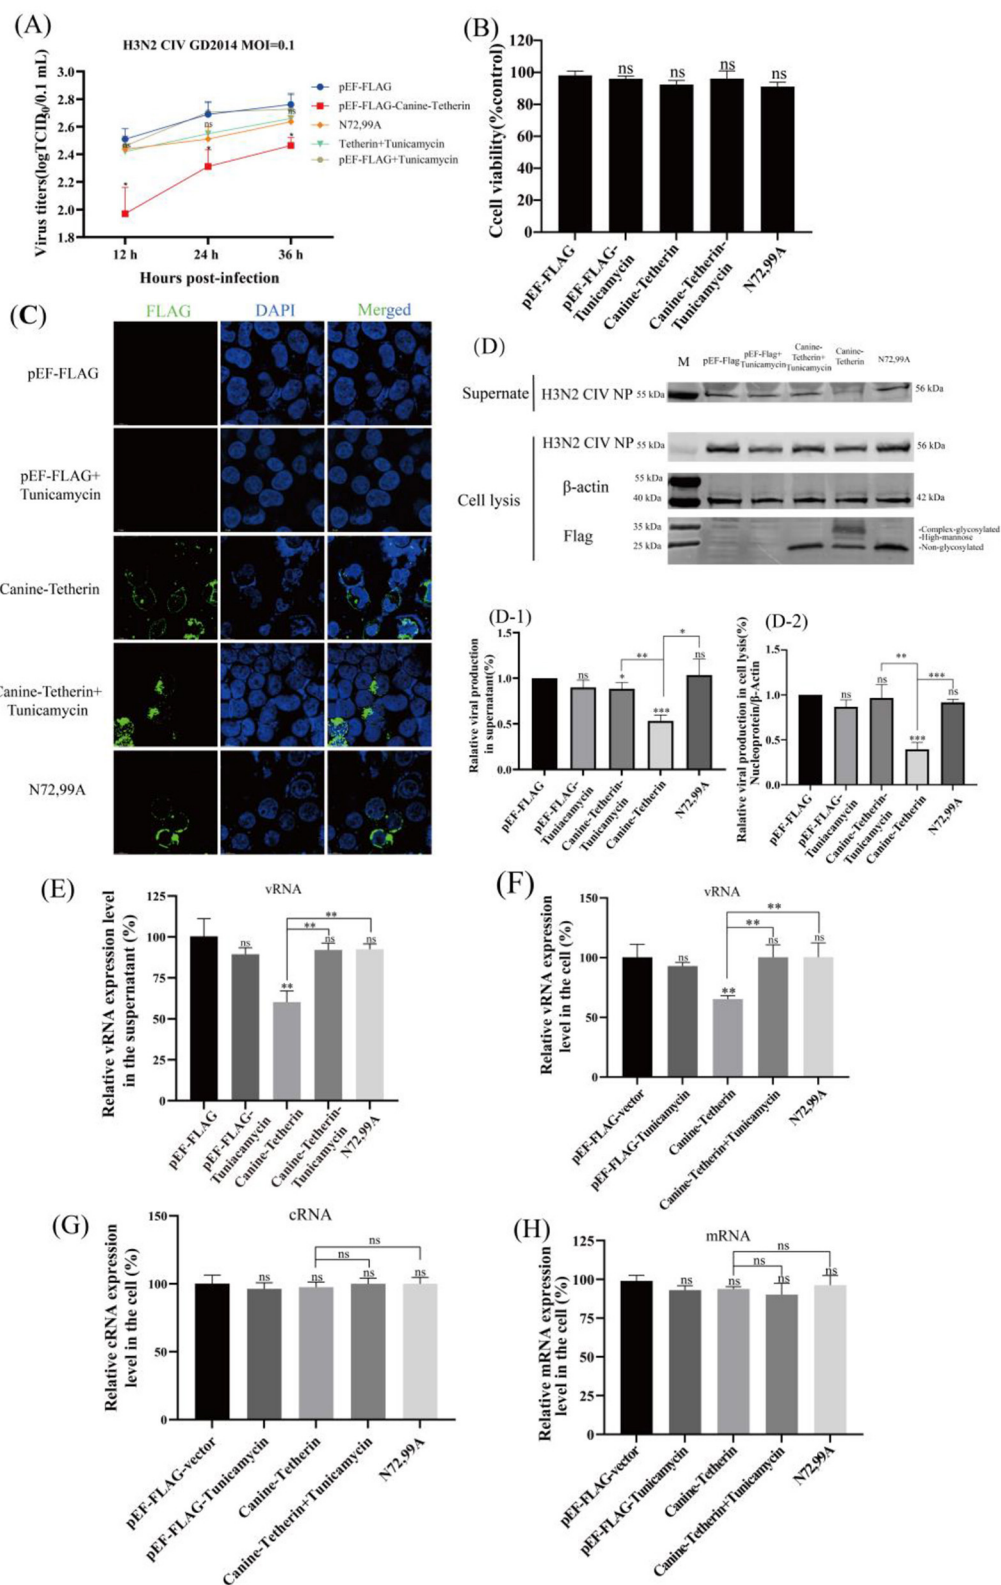 (A)
H3N2 CIV GD2014 MOI=0.1
Virus titers(logTCID50/0.1 mL)
3.0
2.8
2.6
2.4
2.2
2.0
1.8
ns
ns
ns
*
*
*
12 h
24 h
36 h
Hours post-infection
pEF-FLAG
pEF-FLAG-Canine-Tetherin
N72,99A
Tetherin+Tunicamycin
pEF-FLAG+Tunicamycin
(B)
Ccell viability(%control)
120
100
80
60
40
20
0
ns
ns
ns
ns
pEF-FLAG
pEF-FLAG-
Tunicamycin
Canine-Tetherin
Canine-Tetherin-
Tunicamycin
N72,99A
(C)
FLAG
DAPI
Merged
pEF-FLAG
pEF-FLAG+
Tunicamycin
Canine-Tetherin
Canine-Tetherin+
Tunicamycin
N72,99A
(D)
M
pEF-Flag
pEF-Flag+
Tunicamycin
Canine-
Tetherin+
Tunicamycin
Canine-
Tetherin
N72,99A
Supernate
H3N2 CIV NP
55 kDa
56 kDa
Cell lysis
H3N2 CIV NP
55 kDa
56 kDa
β-actin
55 kDa
40 kDa
42 kDa
Flag
35 kDa
25 kDa
-Complex-glycosylated
-High-mannose
-Non-glycosylated
(D-1)
Ralative viral production
in supernatant(%)
1.5
1.0
0.5
0.0
ns
*
***
ns
**
*
pEF-FLAG
pEF-FLAG-
Tuniacamycin
Canine-Tetherin-
Tunicamycin
Canine-Tetherin
N72,99A
(D-2)
Ralative viral production in cell lysis(%)
Nucleoprotein/β-Actin
1.5
1.0
0.5
0.0
ns
ns
***
ns
**
***
pEF-FLAG
pEF-FLAG-
Tuniacamycin
Canine-Tetherin-
Tunicamycin
Canine-Tetherin
N72,99A
(E)
vRNA
Relative vRNA expression level
in the suspernatant (%)
125
100
75
50
25
0
ns
**
ns
ns
**
**
pEF-FLAG
pEF-FLAG-
Tuniacamycin
Canine-Tetherin
Canine-Tetherin-
Tunicamycin
N72,99A
(F)
vRNA
Relative vRNA expression
level in the cell (%)
150
100
50
0
ns
**
ns
ns
**
**
pEF-FLAG-vector
pEF-FLAG-Tunicamycin
Canine-Tetherin
Canine-Tetherin+Tunicamycin
N72,99A
(G)
cRNA
Relative cRNA expression
level in the cell (%)
150
100
50
0
ns
ns
ns
ns
ns
ns
pEF-FLAG-vector
pEF-FLAG-Tunicamycin
Canine-Tetherin
Canine-Tetherin+Tunicamycin
N72,99A
(H)
mRNA
Relative mRNA expression
level in the cell (%)
125
100
75
50
25
0
ns
ns
ns
ns
ns
ns
pEF-FLAG-vector
pEF-FLAG-Tunicamycin
Canine-Tetherin
Canine-Tetherin+Tunicamycin
N72,99A